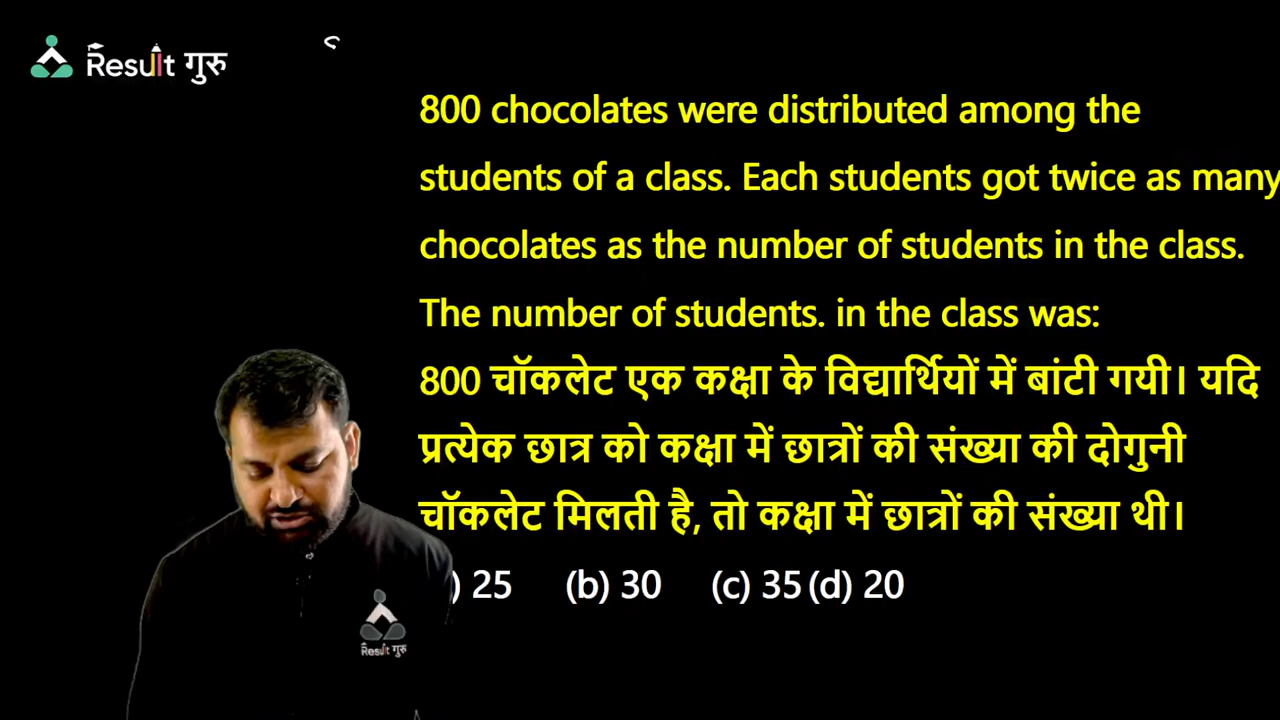 Result गुरु
800 chocolates were distributed among the
students of a class. Each students got twice as many
chocolates as the number of students in the class.
The number of students. in the class was:
800 चॉकलेट एक कक्षा के विद्यार्थियों में बांटी गयी। यदि
प्रत्येक छात्र को कक्षा में छात्रों की संख्या की दोगुनी
चॉकलेट मिलती है, तो कक्षा में छात्रों की संख्या थी।
) 25 (b) 30 (c) 35 (d) 20
Result गुरु